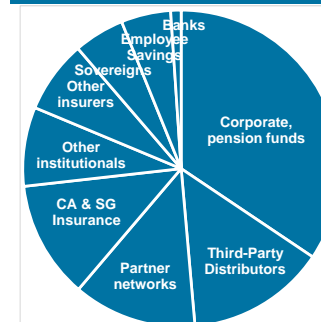 Banks
Employee
Savings
Sovereigns
Other
insurers
Corporate,
pension funds
Other
institutionals
CA & SG
Insurance
Third-Party
Distributors
Partner
networks